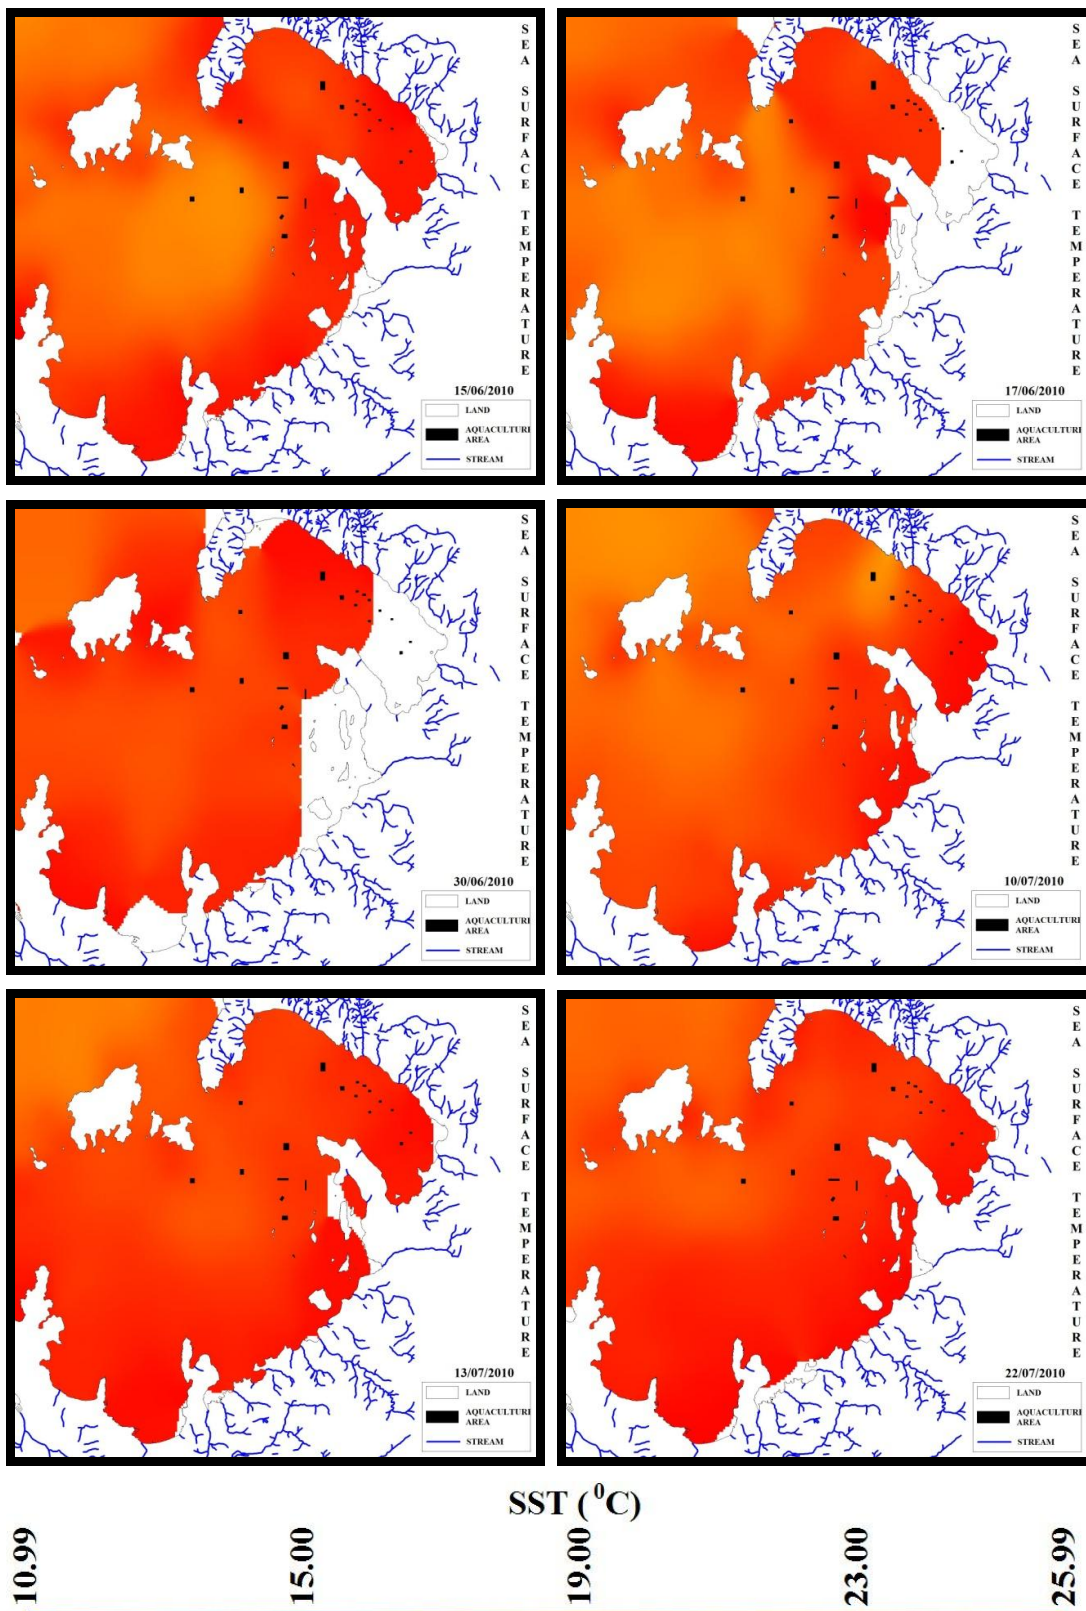 SEA SURFACE TEMPERATURE
15/06/2010
LAND
AQUACULTURE
AREA
STREAM
SEA SURFACE TEMPERATURE
17/06/2010
LAND
AQUACULTURE
AREA
STREAM
SEA SURFACE TEMPERATURE
30/06/2010
LAND
AQUACULTURE
AREA
STREAM
SEA SURFACE TEMPERATURE
10/07/2010
LAND
AQUACULTURE
AREA
STREAM
SEA SURFACE TEMPERATURE
13/07/2010
LAND
AQUACULTURE
AREA
STREAM
SEA SURFACE TEMPERATURE
22/07/2010
LAND
AQUACULTURE
AREA
STREAM
SST (⁰C)
10.99
15.00
19.00
23.00
25.99